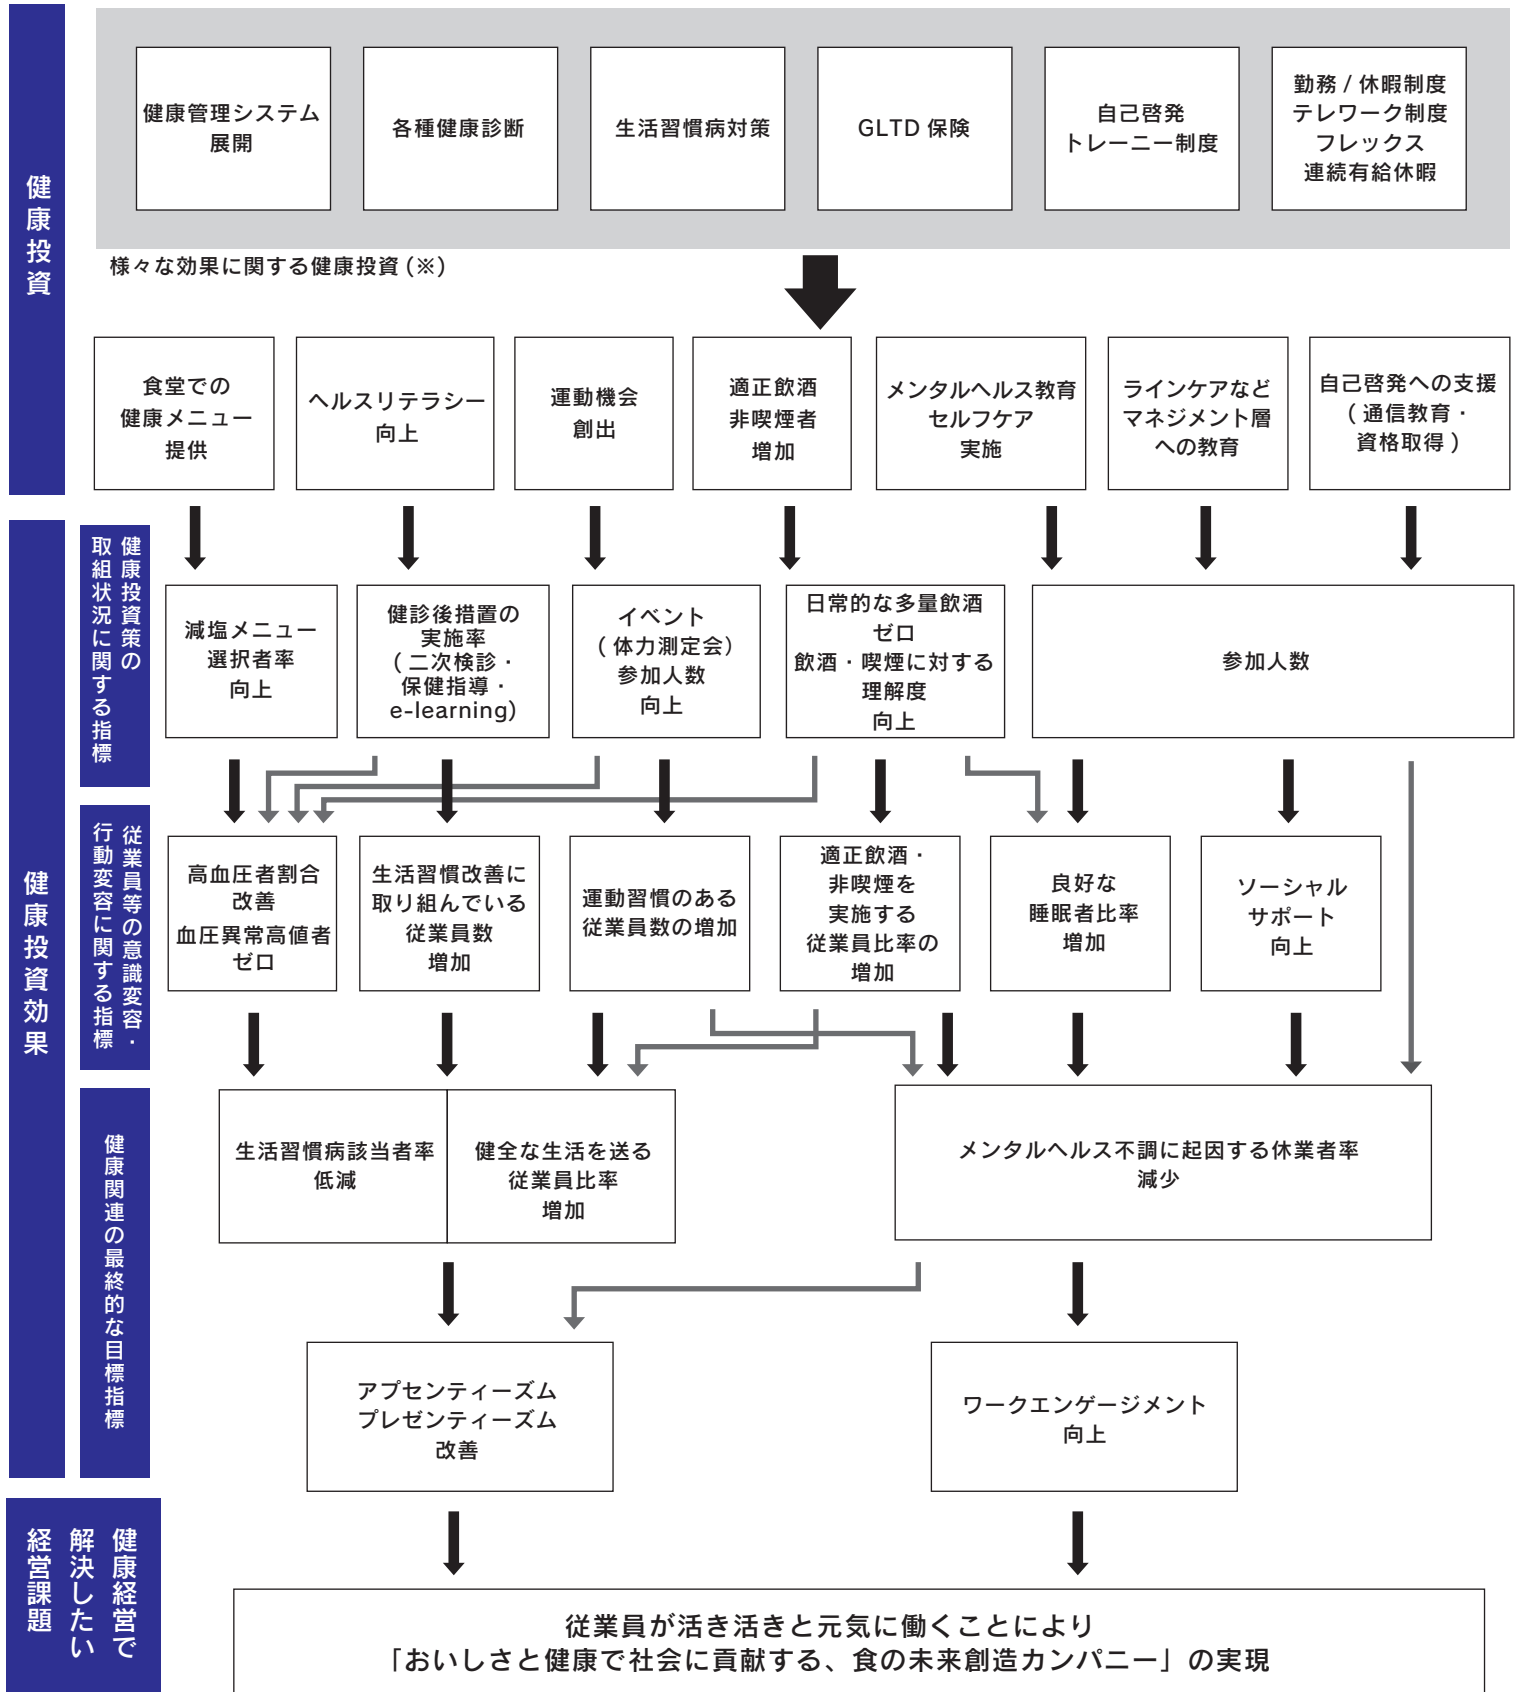 健康投資
健康管理システム
展開
各種健康診断
生活習慣病対策
GLTD 保険
自己啓発
トレーニー制度
勤務 / 休暇制度
テレワーク制度
フレックス
連続有給休暇
様々な効果に関する健康投資 (※)
食堂での
健康メニュー
提供
ヘルスリテラシー
向上
運動機会
創出
適正飲酒
非喫煙者
増加
メンタルヘルス教育
セルフケア
実施
ラインケアなど
マネジメント層
への教育
自己啓発への支援
( 通信教育・
資格取得 )
健康投資効果
健康投資策の
取組状況に関する指標
減塩メニュー
選択者率
向上
健診後措置の
実施率
( 二次検診・
保健指導・
e-learning)
イベント
( 体力測定会)
参加人数
向上
日常的な多量飲酒
ゼロ
飲酒・喫煙に対する
理解度
向上
参加人数
従業員等の意識変容・
行動変容に関する指標
高血圧者割合
改善
血圧異常高値者
ゼロ
生活習慣改善に
取り組んでいる
従業員数
増加
運動習慣のある
従業員数の増加
適正飲酒・
非喫煙を
実施する
従業員比率の
増加
良好な
睡眠者比率
増加
ソーシャル
サポート
向上
健康関連の最終的な目標指標
生活習慣病該当者率
低減
健全な生活を送る
従業員比率
増加
メンタルヘルス不調に起因する休業者率
減少
アプセンティーズム
プレゼンティーズム
改善
ワークエンゲージメント
向上
健康経営で
解決したい
経営課題
従業員が活き活きと元気に働くことにより
「おいしさと健康で社会に貢献する、食の未来創造カンパニー」の実現